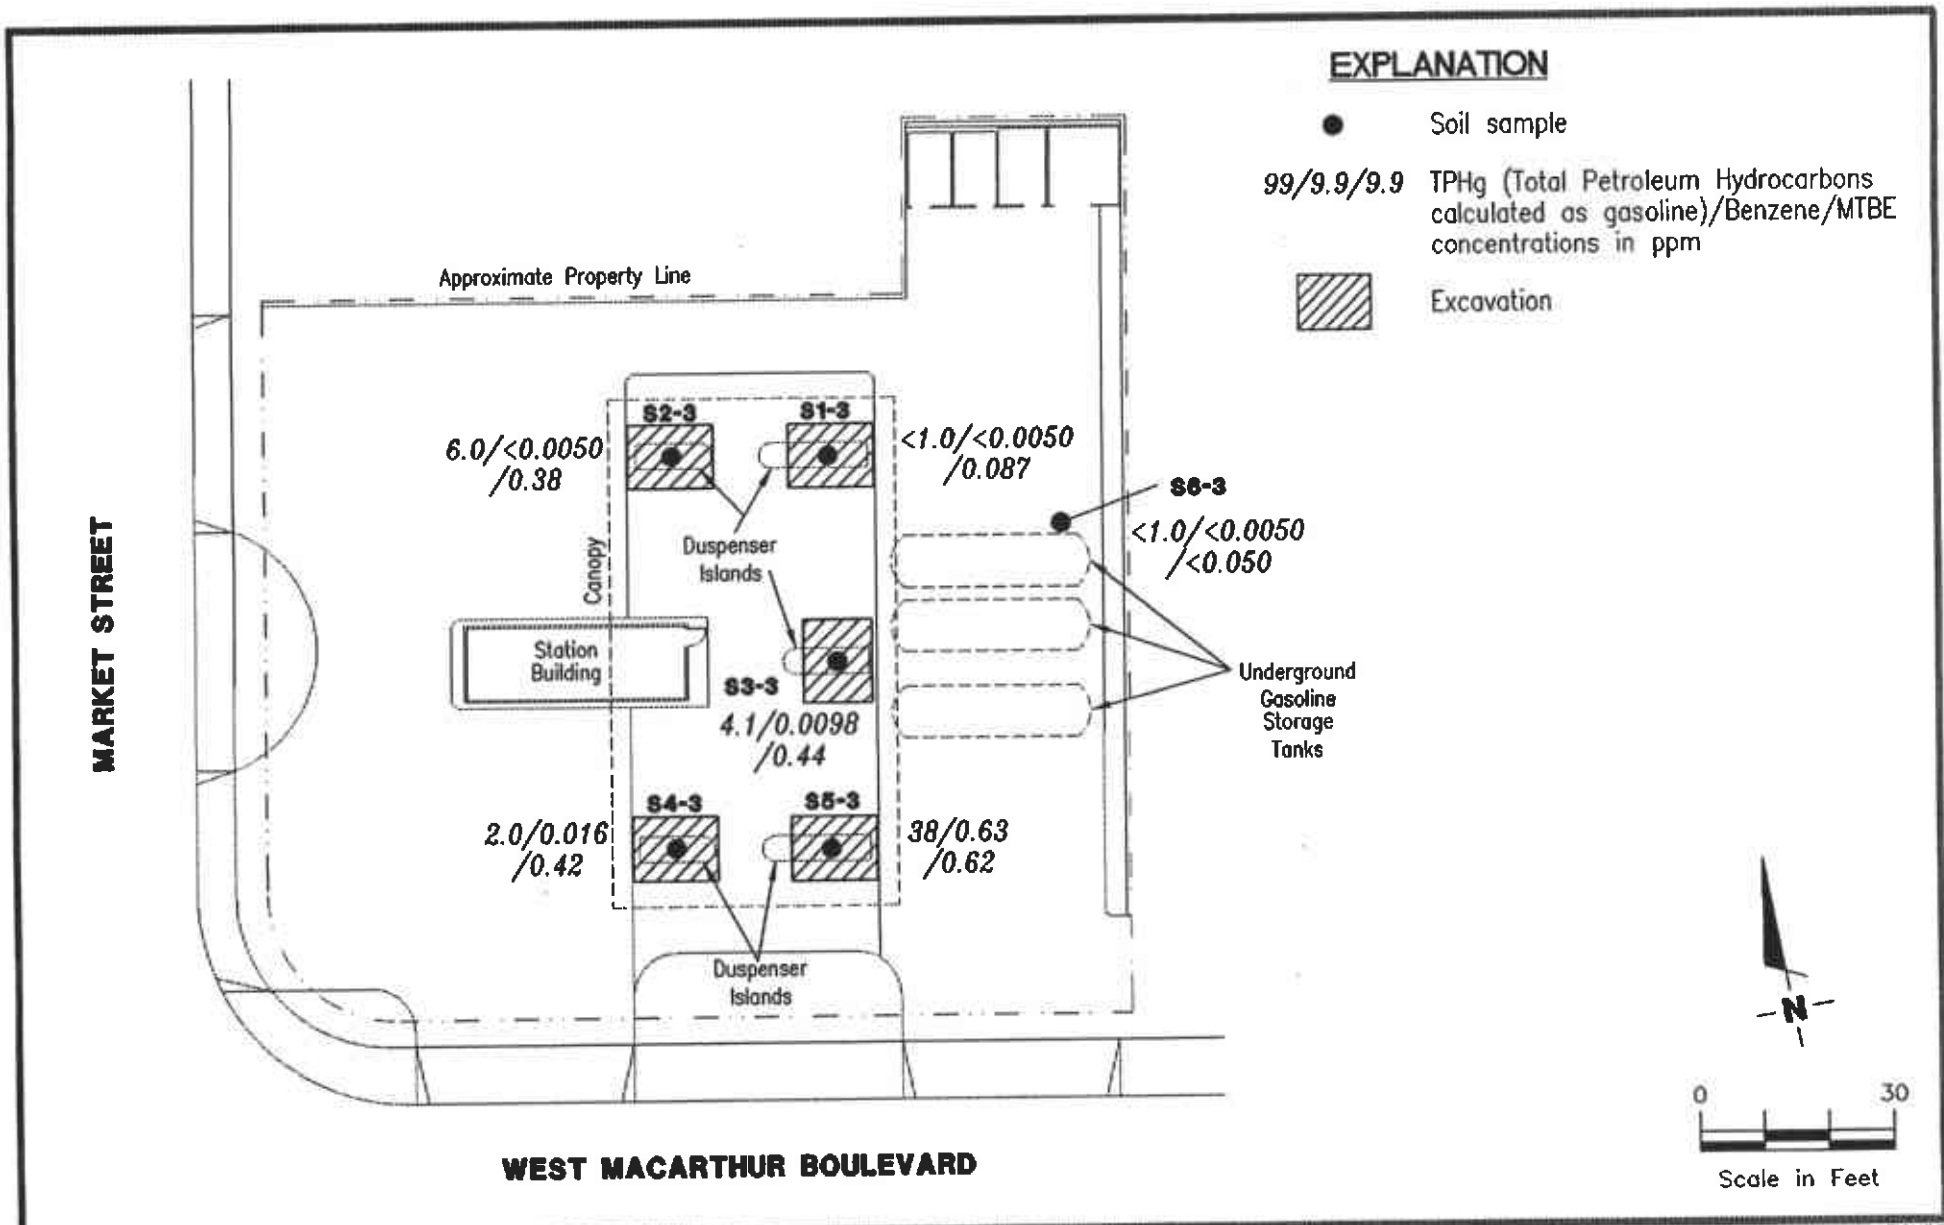 EXPLANATION
Soil sample
99/9.9/9.9 TPHg (Total Petroleum Hydrocarbons
calculated as gasoline)/Benzene/MTBE
concentrations in ppm
Excavation
Approximate Property Line
S2-3
S1-3
6.0/<0.0050
/0.38
<1.0/<0.0050
/0.087
S6-3
<1.0/<0.0050
/<0.050
Canopy
Duspenser
Islands
MARKET STREET
Station
Building
S3-3
4.1/0.0098
/0.44
Underground
Gasoline
Storage
Tanks
S4-3
S5-3
2.0/0.016
/0.42
38/0.63
/0.62
Duspenser
Islands
N
0 30
Scale in Feet
WEST MACARTHUR BOULEVARD